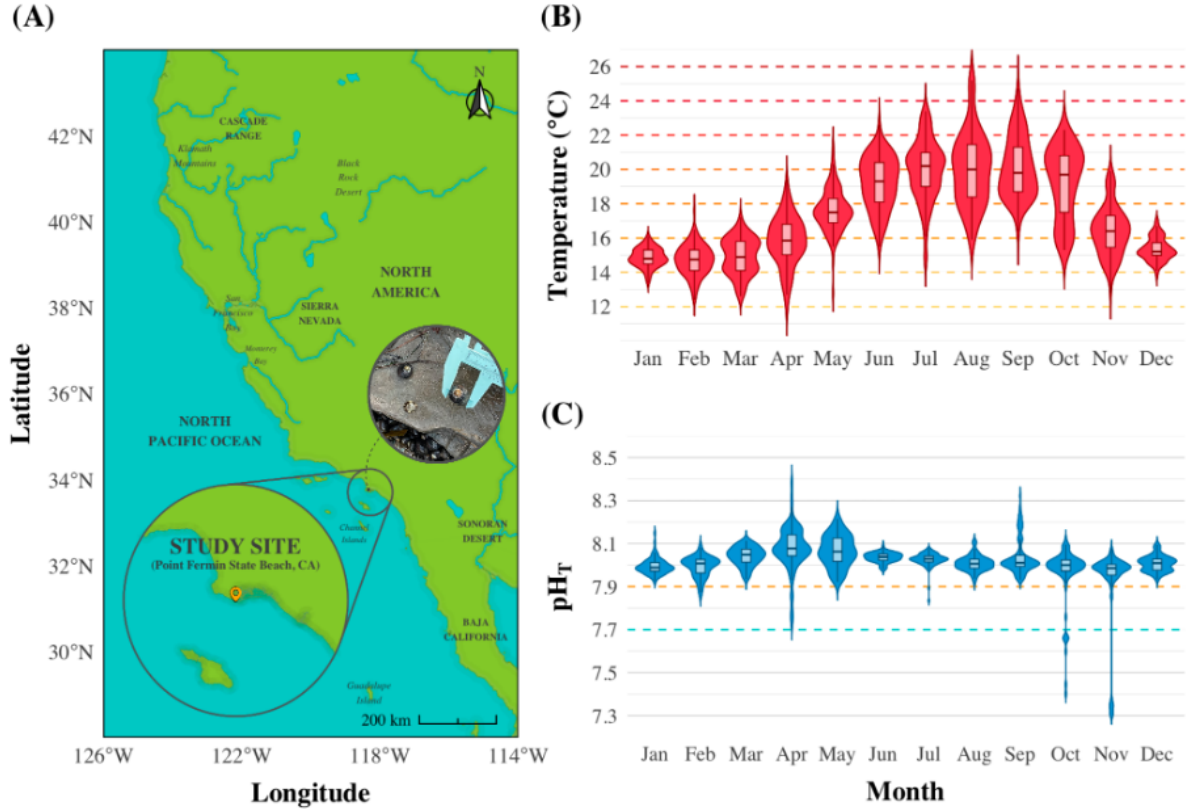 (A)
N
CASCADE
RANGE
Klamath
Mountains
Black
Rock
Desert
NORTH
AMERICA
San
Francisco
Bay
SIERRA
NEVADA
Monterey
Bay
NORTH
PACIFIC OCEAN
Channel
Islands
SONORAN
DESERT
STUDY SITE
(Point Fermin State Beach, CA)
BAJA
CALIFORNIA
Guadalupe
Island
200 km
42°N
40°N
38°N
36°N
34°N
32°N
30°N
Latitude
126°W 122°W 118°W 114°W
Longitude
(B)
Temperature (°C)
26
24
22
20
18
16
14
12
Jan Feb Mar Apr May Jun Jul Aug Sep Oct Nov Dec
(C)
pHT
8.5
8.3
8.1
7.9
7.7
7.5
7.3
Jan Feb Mar Apr May Jun Jul Aug Sep Oct Nov Dec
Month